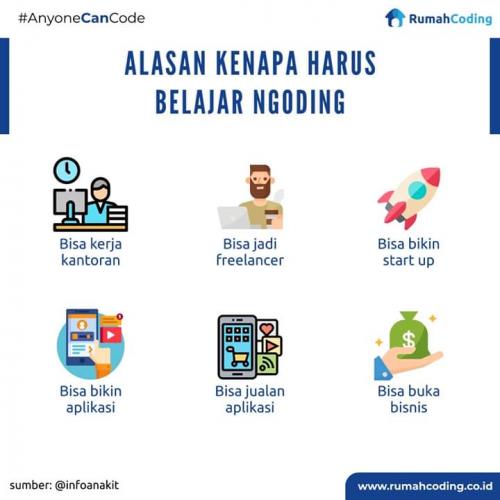 #AnyoneCanCode
RumahCoding
ALASAN KENAPA HARUS
BELAJAR NGODING
Bisa kerja
kantoran
Bisa jadi
freelancer
Bisa bikin
start up
Bisa bikin
aplikasi
Bisa jualan
aplikasi
Bisa buka
bisnis
sumber: @infoanakit
www.rumahcoding.co.id